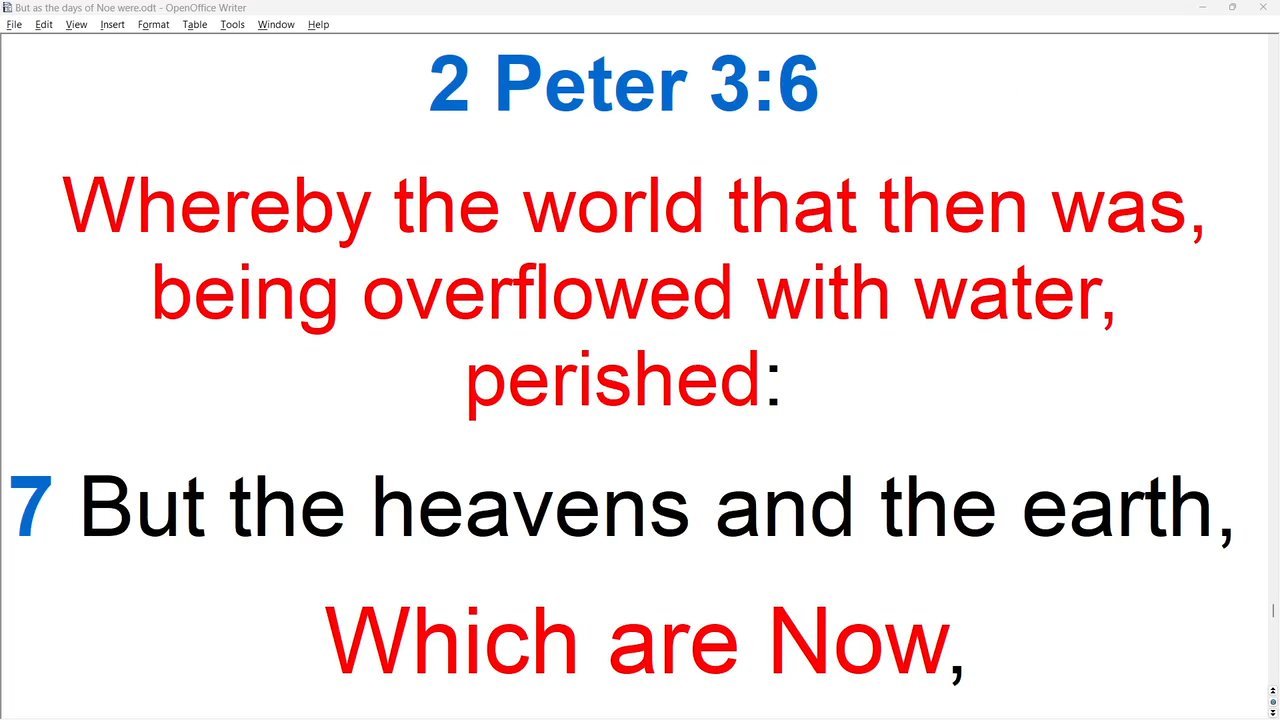 But as the days of Noe were.odt - OpenOffice Writer
File Edit View Insert Format Table Tools Window Help
2 Peter 3:6
Whereby the world that then was,
being overflowed with water,
perished:
7 But the heavens and the earth,
Which are Now,